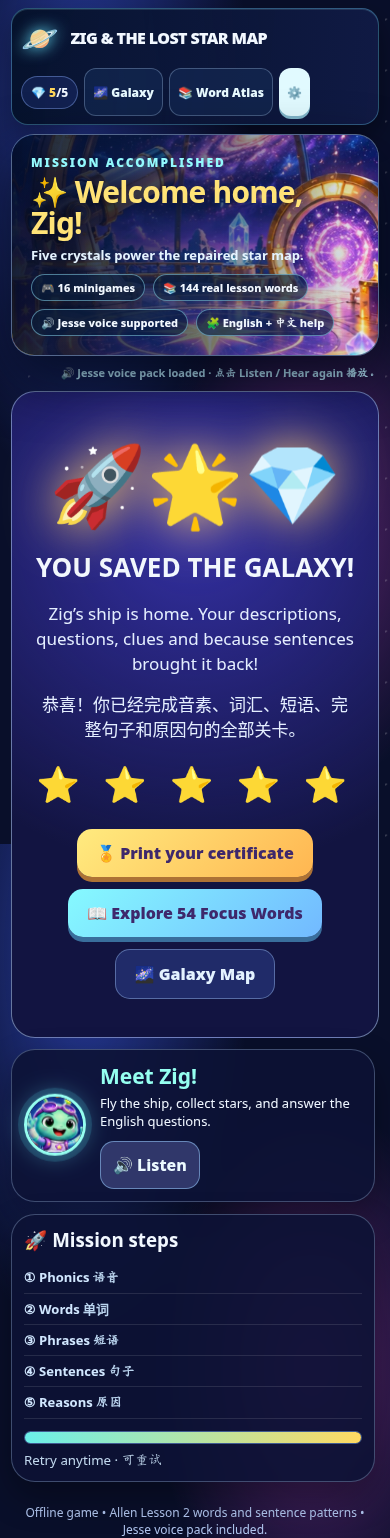 ZIG & THE LOST STAR MAP
💎 5/5
🌌 Galaxy
📚 Word Atlas
⚙️
MISSION ACCOMPLISHED
✨ Welcome home,
Zig!
Five crystals power the repaired star map.
🎮 16 minigames
📚 144 real lesson words
🔊 Jesse voice supported
🧩 English + 中文 help
🔊 Jesse voice pack loaded · 点击 Listen / Hear again 播放。
YOU SAVED THE GALAXY!
Zig’s ship is home. Your descriptions,
questions, clues and because sentences
brought it back!
恭喜！你已经完成音素、词汇、短语、完
整句子和原因句的全部关卡。
🏅 Print your certificate
📖 Explore 54 Focus Words
🌌 Galaxy Map
Meet Zig!
Fly the ship, collect stars, and answer the
English questions.
🔊 Listen
🚀 Mission steps
① Phonics 语音
② Words 单词
③ Phrases 短语
④ Sentences 句子
⑤ Reasons 原因
Retry anytime · 可重试
Offline game • Allen Lesson 2 words and sentence patterns •
Jesse voice pack included.